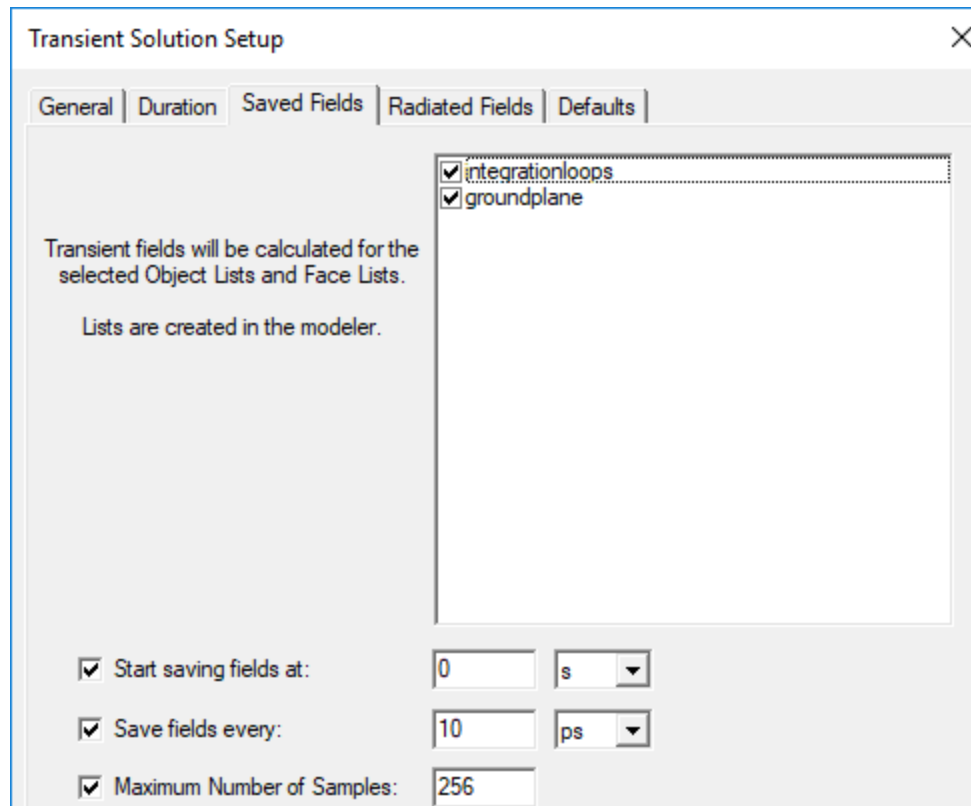 Transient Solution Setup
General Duration Saved Fields Radiated Fields Defaults
integrationloops
groundplane
Transient fields will be calculated for the
selected Object Lists and Face Lists.
Lists are created in the modeler.
Start saving fields at: 0 s
Save fields every: 10 ps
Maximum Number of Samples: 256